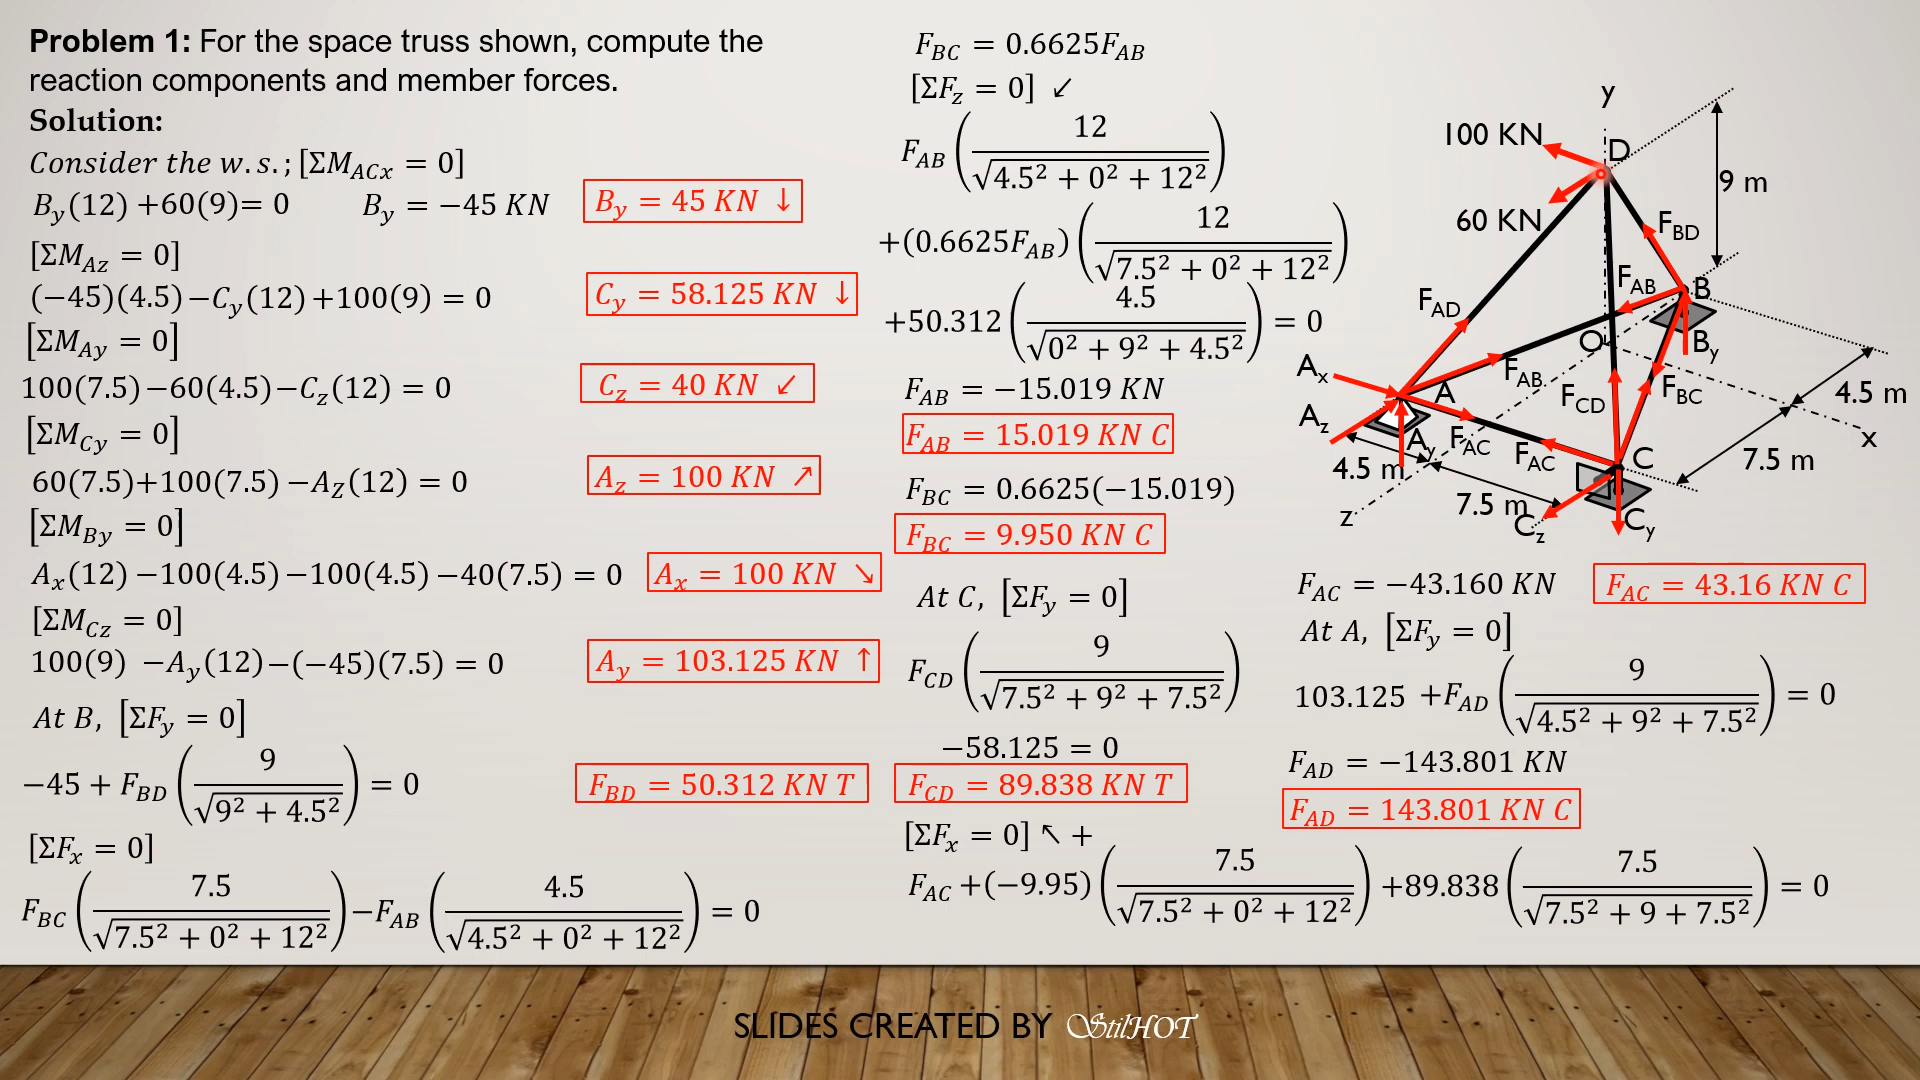 Problem 1: For the space truss shown, compute the
reaction components and member forces.
Solution:
Consider the w.s.; [ΣM_ACx = 0]
B_y(12) +60(9)= 0 B_y = −45 KN B_y = 45 KN ↓
[ΣM_Az = 0]
(−45)(4.5) −C_y(12) +100(9) = 0 C_y = 58.125 KN ↓
[ΣM_Ay = 0]
100(7.5) −60(4.5) −C_z(12) = 0 C_z = 40 KN ↙
[ΣM_Cy = 0]
60(7.5)+100(7.5) −A_Z(12) = 0 A_z = 100 KN ↗
[ΣM_By = 0]
A_x(12) −100(4.5) −100(4.5) −40(7.5) = 0 A_x = 100 KN ↘
[ΣM_Cz = 0]
100(9) −A_y(12) −(−45)(7.5) = 0 A_y = 103.125 KN ↑
At B, [ΣF_y = 0]
−45 + F_BD (9/√(9² + 4.5²)) = 0 F_BD = 50.312 KN T
[ΣF_x = 0]
F_BC (7.5/√(7.5² + 0² + 12²)) −F_AB (4.5/√(4.5² + 0² + 12²)) = 0
F_BC = 0.6625F_AB
[ΣF_z = 0] ↙
F_AB (12/√(4.5² + 0² + 12²))
+(0.6625F_AB) (12/√(7.5² + 0² + 12²))
+50.312 (4.5/√(0² + 9² + 4.5²)) = 0
F_AB = −15.019 KN
F_AB = 15.019 KN C
F_BC = 0.6625(−15.019)
F_BC = 9.950 KN C
At C, [ΣF_y = 0]
F_CD (9/√(7.5² + 9² + 7.5²))
−58.125 = 0
F_CD = 89.838 KN T
[ΣF_x = 0] ↖ +
F_AC +(−9.95) (7.5/√(7.5² + 0² + 12²)) +89.838 (7.5/√(7.5² + 9 + 7.5²)) = 0
F_AC = −43.160 KN F_AC = 43.16 KN C
At A, [ΣF_y = 0]
103.125 +F_AD (9/√(4.5² + 9² + 7.5²)) = 0
F_AD = −143.801 KN
F_AD = 143.801 KN C
y
100 KN
D
9 m
60 KN
F_BD
F_AB
B
F_AD
O
B_y
A_x
F_AB
F_BC
A
F_CD
4.5 m
A_z
A_y
F_AC
F_AC
C
x
4.5 m
7.5 m
7.5 m
z
C_z
C_y
SLIDES CREATED BY StilHOT